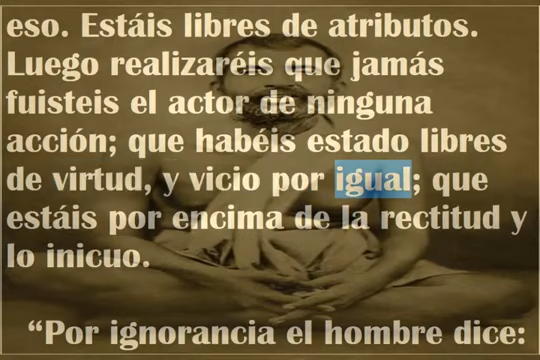 eso. Estáis libres de atributos.
Luego realizaréis que jamás
fuisteis el actor de ninguna
acción; que habéis estado libres
de virtud, y vicio por igual; que
estáis por encima de la rectitud y
lo inicuo.
“Por ignorancia el hombre dice: